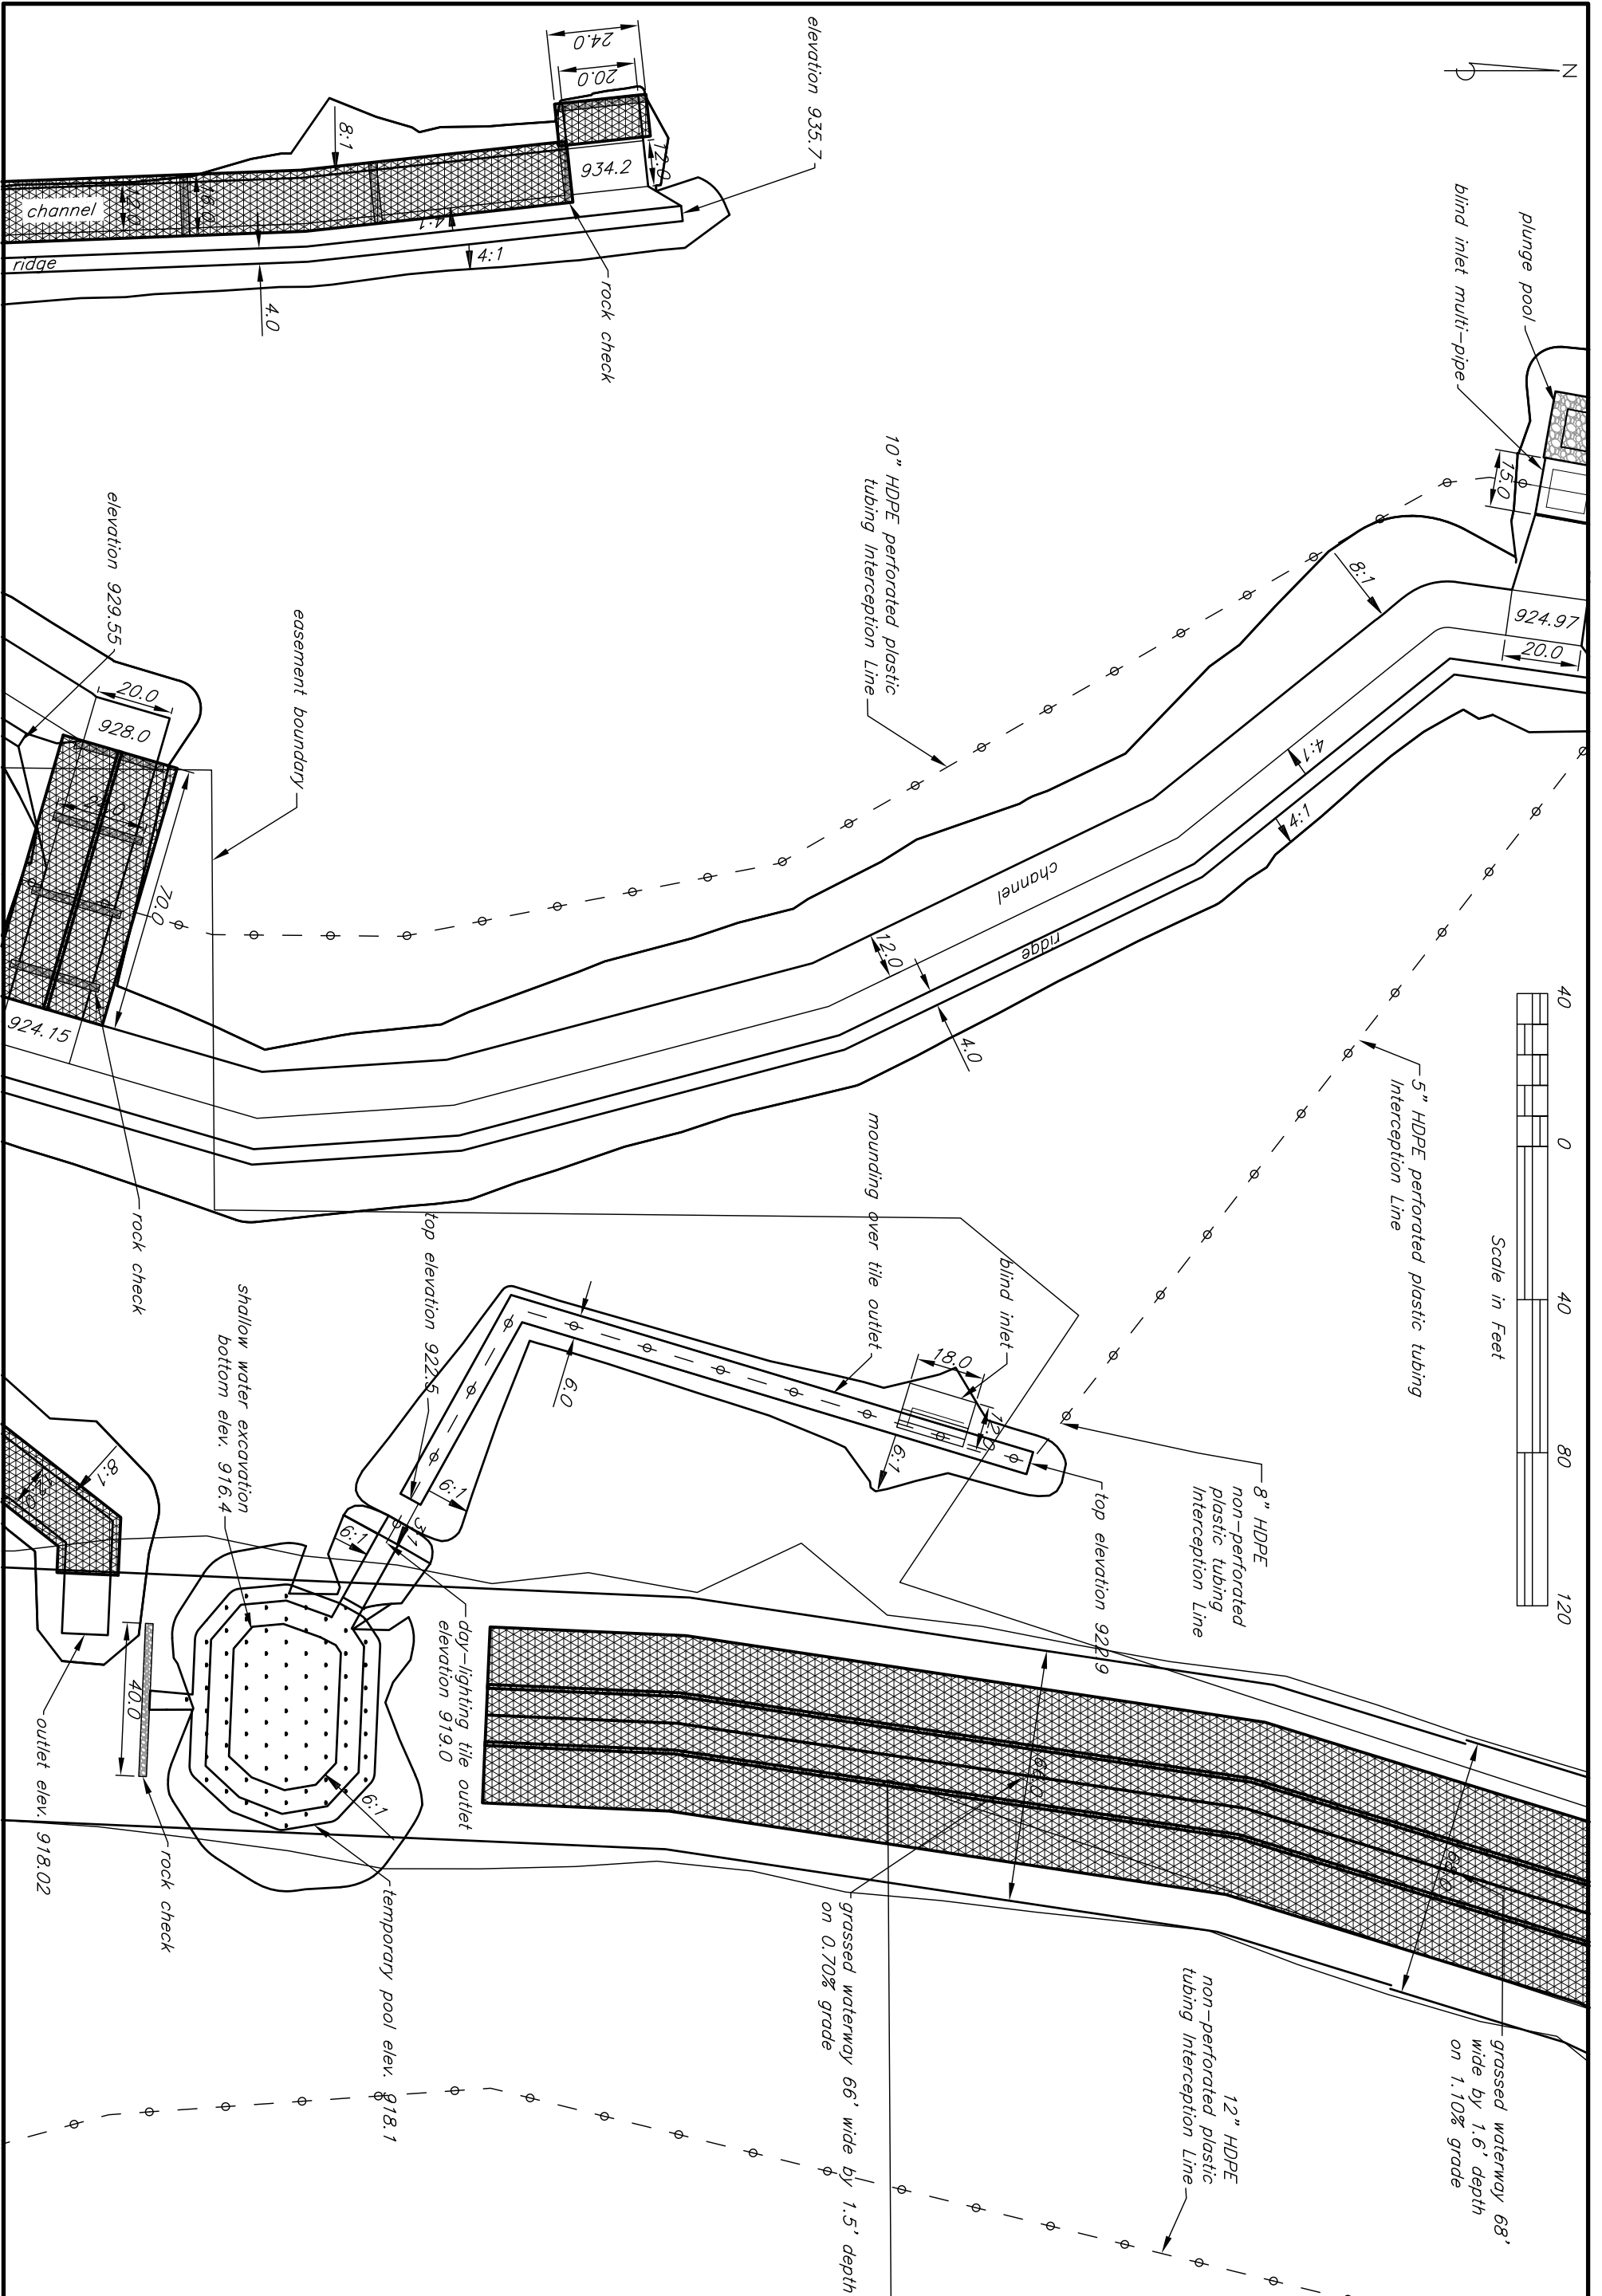 N
elevation 935.7
24.0
20.0
934.2
12.0
8:1
channel
12.0
18.0
4:1
4:1
ridge
4.0
rock check
plunge pool
blind inlet multi-pipe
15.0
924.97
20.0
8:1
10" HDPE perforated plastic
tubing Interception Line
4:1
4:1
channel
ridge
12.0
4.0
elevation 929.55
easement boundary
20.0
928.0
70.0
924.15
rock check
5" HDPE perforated plastic tubing
Interception Line
40
0
40
80
120
Scale in Feet
mounding over tile outlet
blind inlet
18.0
12.0
6:1
6.0
top elevation 922.5
6:1
6:1
3:1
top elevation 922.9
8" HDPE
non-perforated
plastic tubing
Interception Line
shallow water excavation
bottom elev. 916.4
day-lighting tile outlet
elevation 919.0
8:1
40.0
6:1
outlet elev. 918.02
rock check
temporary pool elev. 918.1
grassed waterway 66' wide by 1.5' depth
on 0.70% grade
12" HDPE
non-perforated plastic
tubing Interception Line
grassed waterway 68'
wide by 1.6' depth
on 1.10% grade